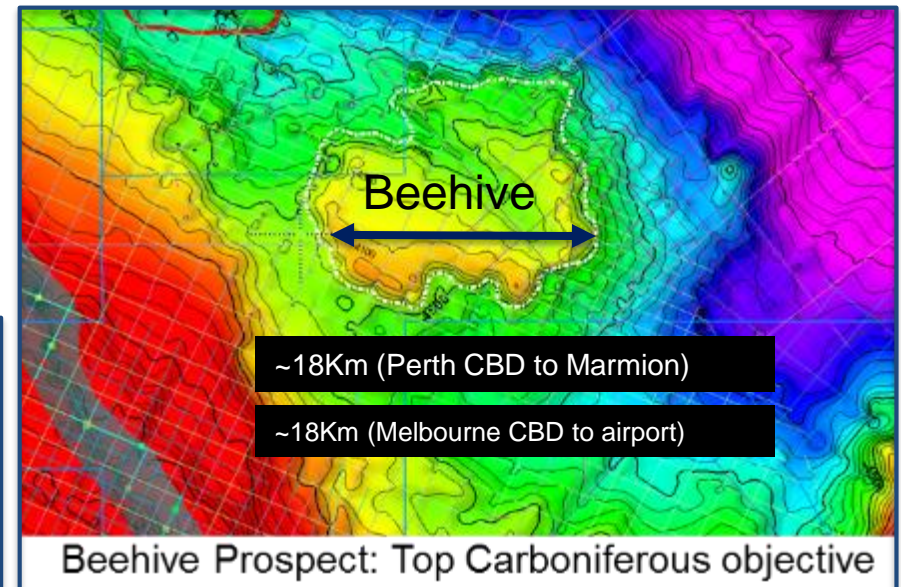 Beehive
~18Km (Perth CBD to Marmion)
~18Km (Melbourne CBD to airport)
Beehive Prospect: Top Carboniferous objective